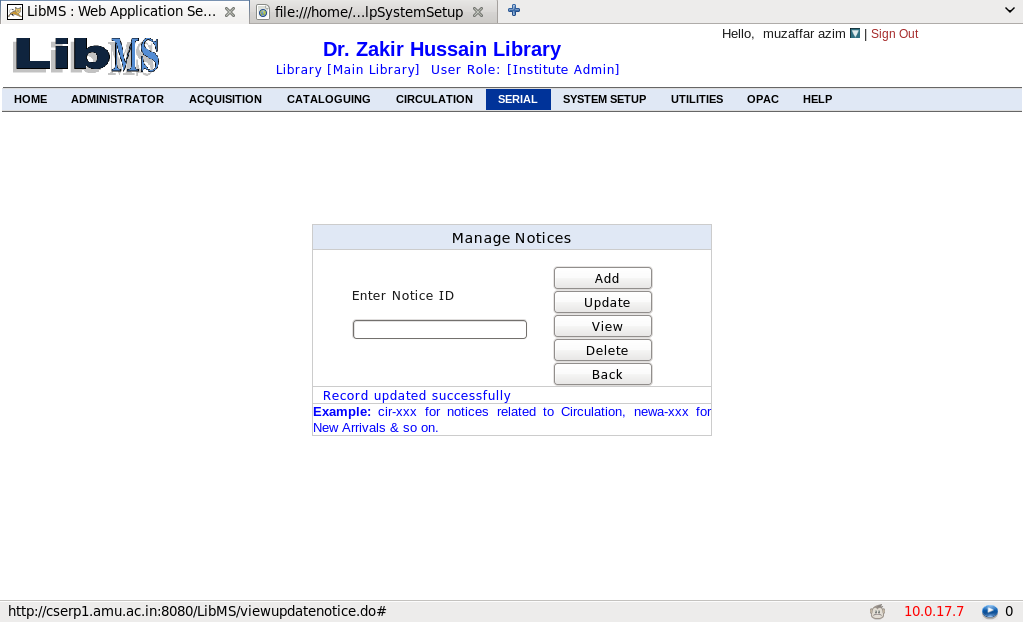 LibMS : Web Application Se... file:///home/...lpSystemSetup
Hello, muzaffar azim | Sign Out
LibMS
Dr. Zakir Hussain Library
Library [Main Library] User Role: [Institute Admin]
HOME ADMINISTRATOR ACQUISITION CATALOGUING CIRCULATION SERIAL SYSTEM SETUP UTILITIES OPAC HELP
Manage Notices
Enter Notice ID
Add
Update
View
Delete
Back
Record updated successfully
Example: cir-xxx for notices related to Circulation, newa-xxx for
New Arrivals & so on.
http://cserp1.amu.ac.in:8080/LibMS/viewupdatenotice.do# 10.0.17.7 0